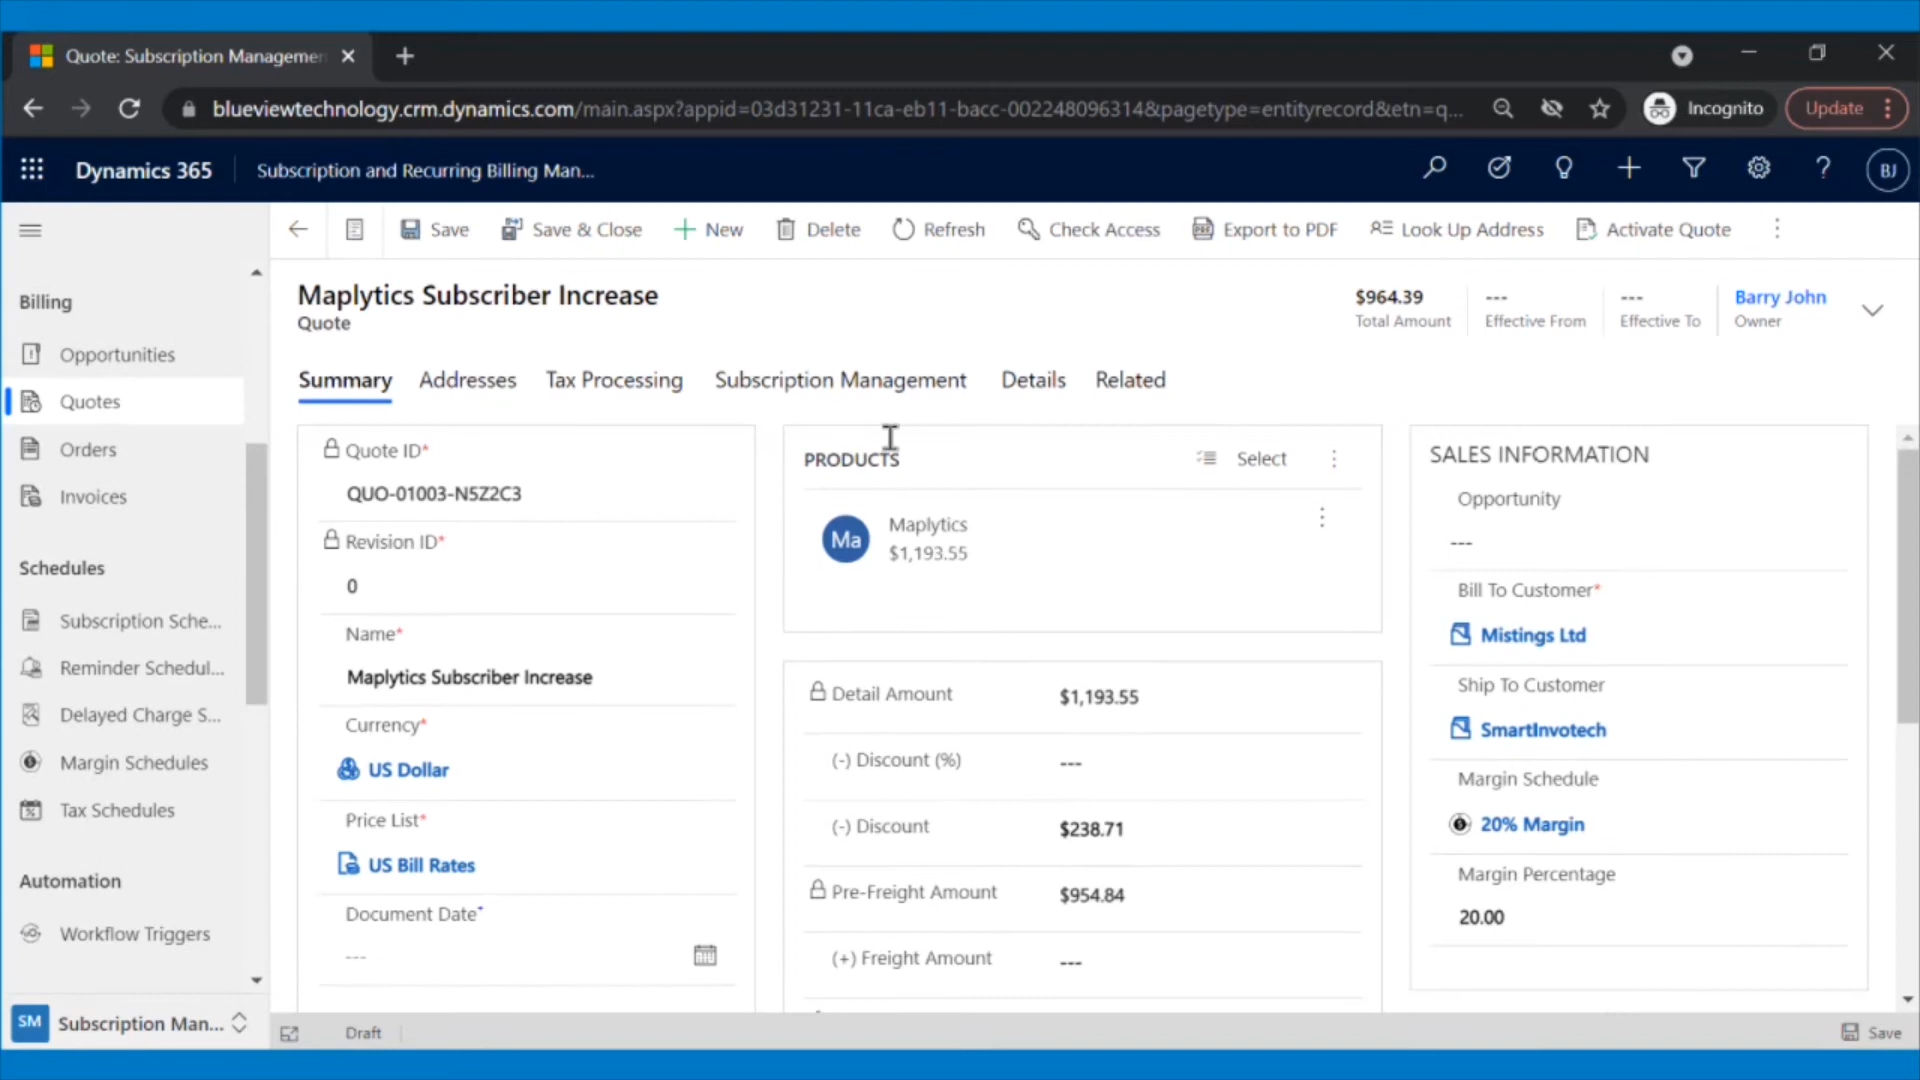 Quote: Subscription Managemen
blueviewtechnology.crm.dynamics.com/main.aspx?appid=03d31231-11ca-eb11-bacc-002248096314&pagetype=entityrecord&etn=q...
Incognito
Update
Dynamics 365
Subscription and Recurring Billing Man...
BJ
Save
Save & Close
New
Delete
Refresh
Check Access
Export to PDF
Look Up Address
Activate Quote
Billing
Opportunities
Quotes
Orders
Invoices
Schedules
Subscription Sche...
Reminder Schedul...
Delayed Charge S...
Margin Schedules
Tax Schedules
Automation
Workflow Triggers
SM
Subscription Man...
Maplytics Subscriber Increase
Quote
$964.39
Total Amount
---
Effective From
---
Effective To
Barry John
Owner
Summary
Addresses
Tax Processing
Subscription Management
Details
Related
Quote ID*
QUO-01003-N5Z2C3
Revision ID*
0
Name*
Maplytics Subscriber Increase
Currency*
US Dollar
Price List*
US Bill Rates
Document Date*
---
PRODUCTS
Select
Ma
Maplytics
$1,193.55
Detail Amount
$1,193.55
(-) Discount (%)
---
(-) Discount
$238.71
Pre-Freight Amount
$954.84
(+) Freight Amount
---
SALES INFORMATION
Opportunity
---
Bill To Customer*
Mistings Ltd
Ship To Customer
SmartInvotech
Margin Schedule
20% Margin
Margin Percentage
20.00
Draft
Save